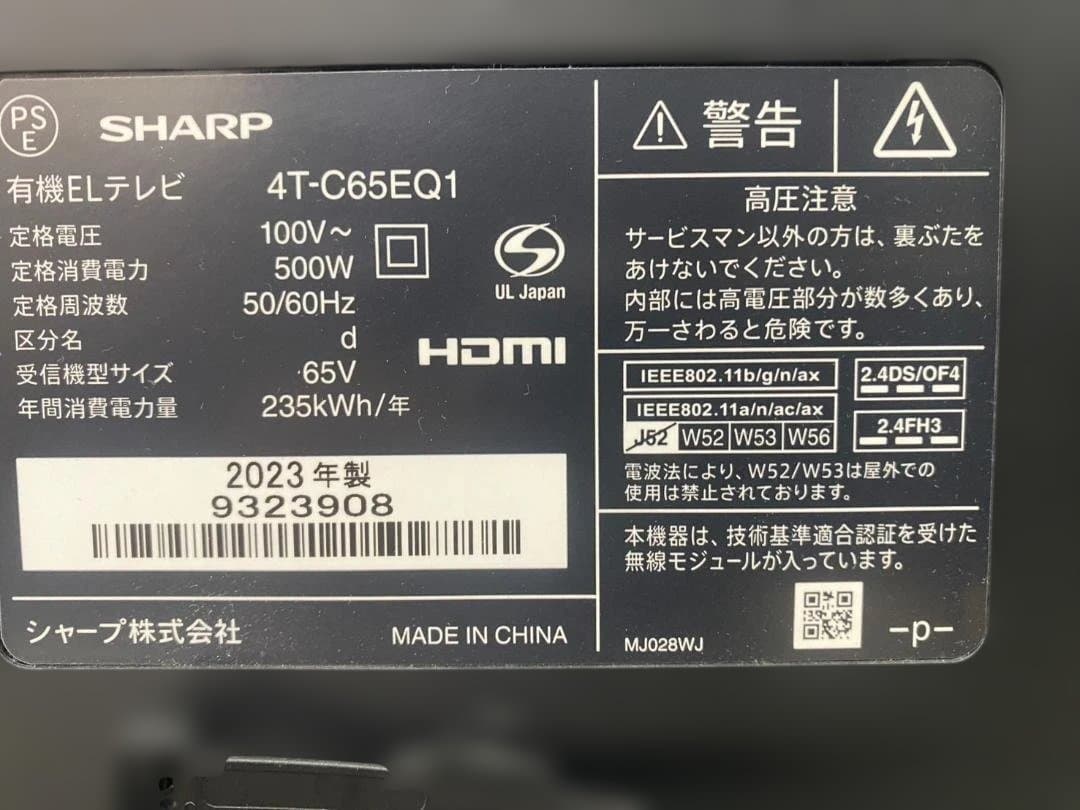 PS
E
SHARP
有機ELテレビ 4T-C65EQ1
定格電圧 100V～
定格消費電力 500W
定格周波数 50/60Hz
区分名 d
受信機型サイズ 65V
年間消費電力量 235kWh/年
UL Japan
HDMI
2023年製
9323908
シャープ株式会社 MADE IN CHINA
警告
高圧注意
サービスマン以外の方は、裏ぶたを
あけないでください。
内部には高電圧部分が数多くあり、
万一さわると危険です。
IEEE802.11b/g/n/ax
IEEE802.11a/n/ac/ax
J52 W52 W53 W56
2.4DS/OF4
2.4FH3
電波法により、W52/W53は屋外での
使用は禁止されております。
本機器は、技術基準適合認証を受けた
無線モジュールが入っています。
MJ028WJ
-p-